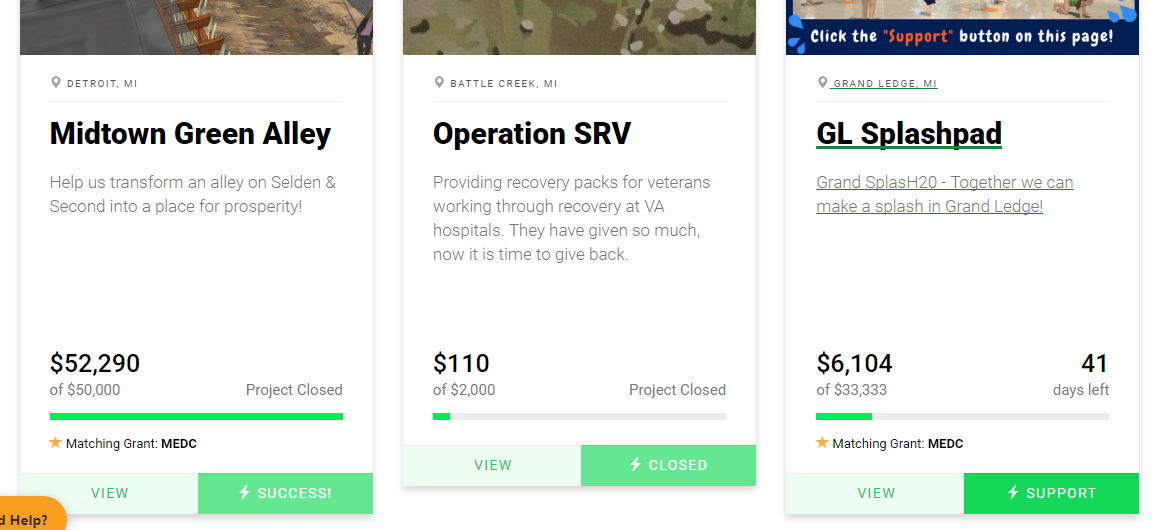 Click the "Support" button on this page!
DETROIT, MI
Midtown Green Alley
Help us transform an alley on Selden &
Second into a place for prosperity!
$52,290
of $50,000
Project Closed
Matching Grant: MEDC
VIEW
SUCCESS!
d Help?
BATTLE CREEK, MI
Operation SRV
Providing recovery packs for veterans
working through recovery at VA
hospitals. They have given so much,
now it is time to give back.
$110
of $2,000
Project Closed
VIEW
CLOSED
GRAND LEDGE, MI
GL Splashpad
Grand SplasH20 - Together we can
make a splash in Grand Ledge!
$6,104
41
of $33,333
days left
Matching Grant: MEDC
VIEW
SUPPORT